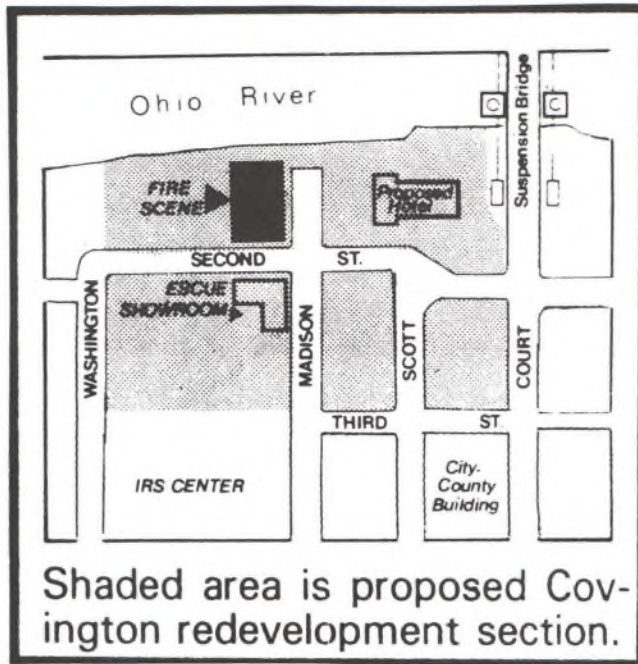 Ohio River
Suspension Bridge
C
C
FIRE
SCENE
Proposed
Hotel
SECOND ST.
ESCUE
SHOWROOM
WASHINGTON
MADISON
SCOTT
COURT
THIRD ST.
IRS CENTER
City-
County
Building
Shaded area is proposed Cov-
ington redevelopment section.